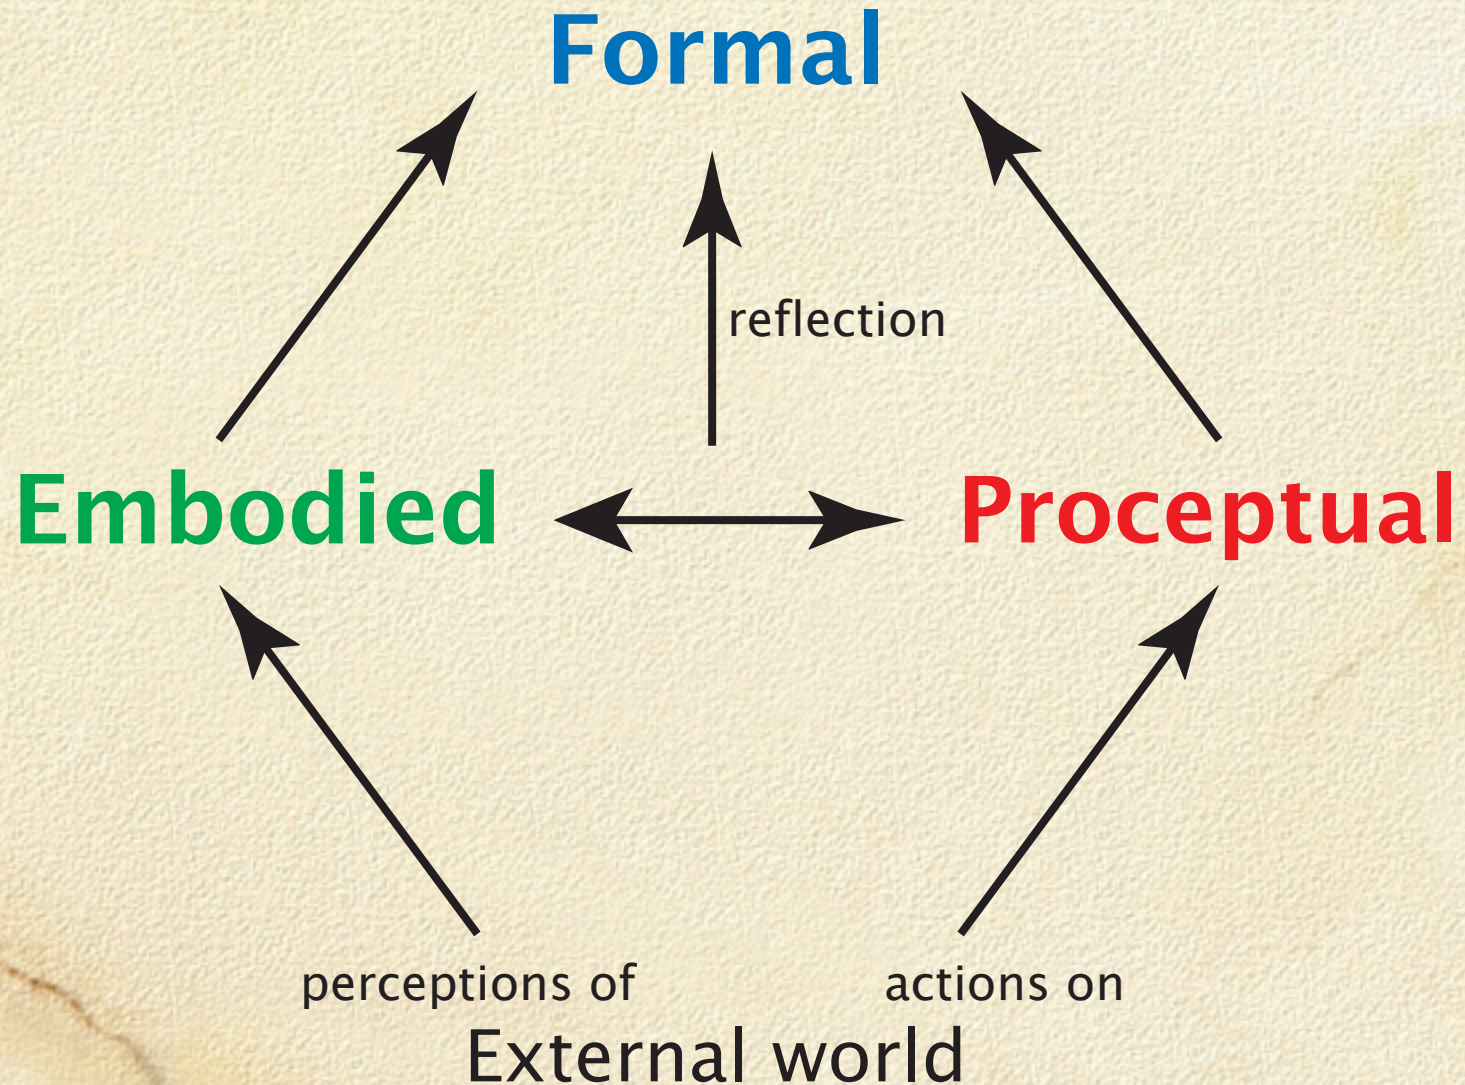 Formal
reflection
Embodied
Proceptual
perceptions of
actions on
External world